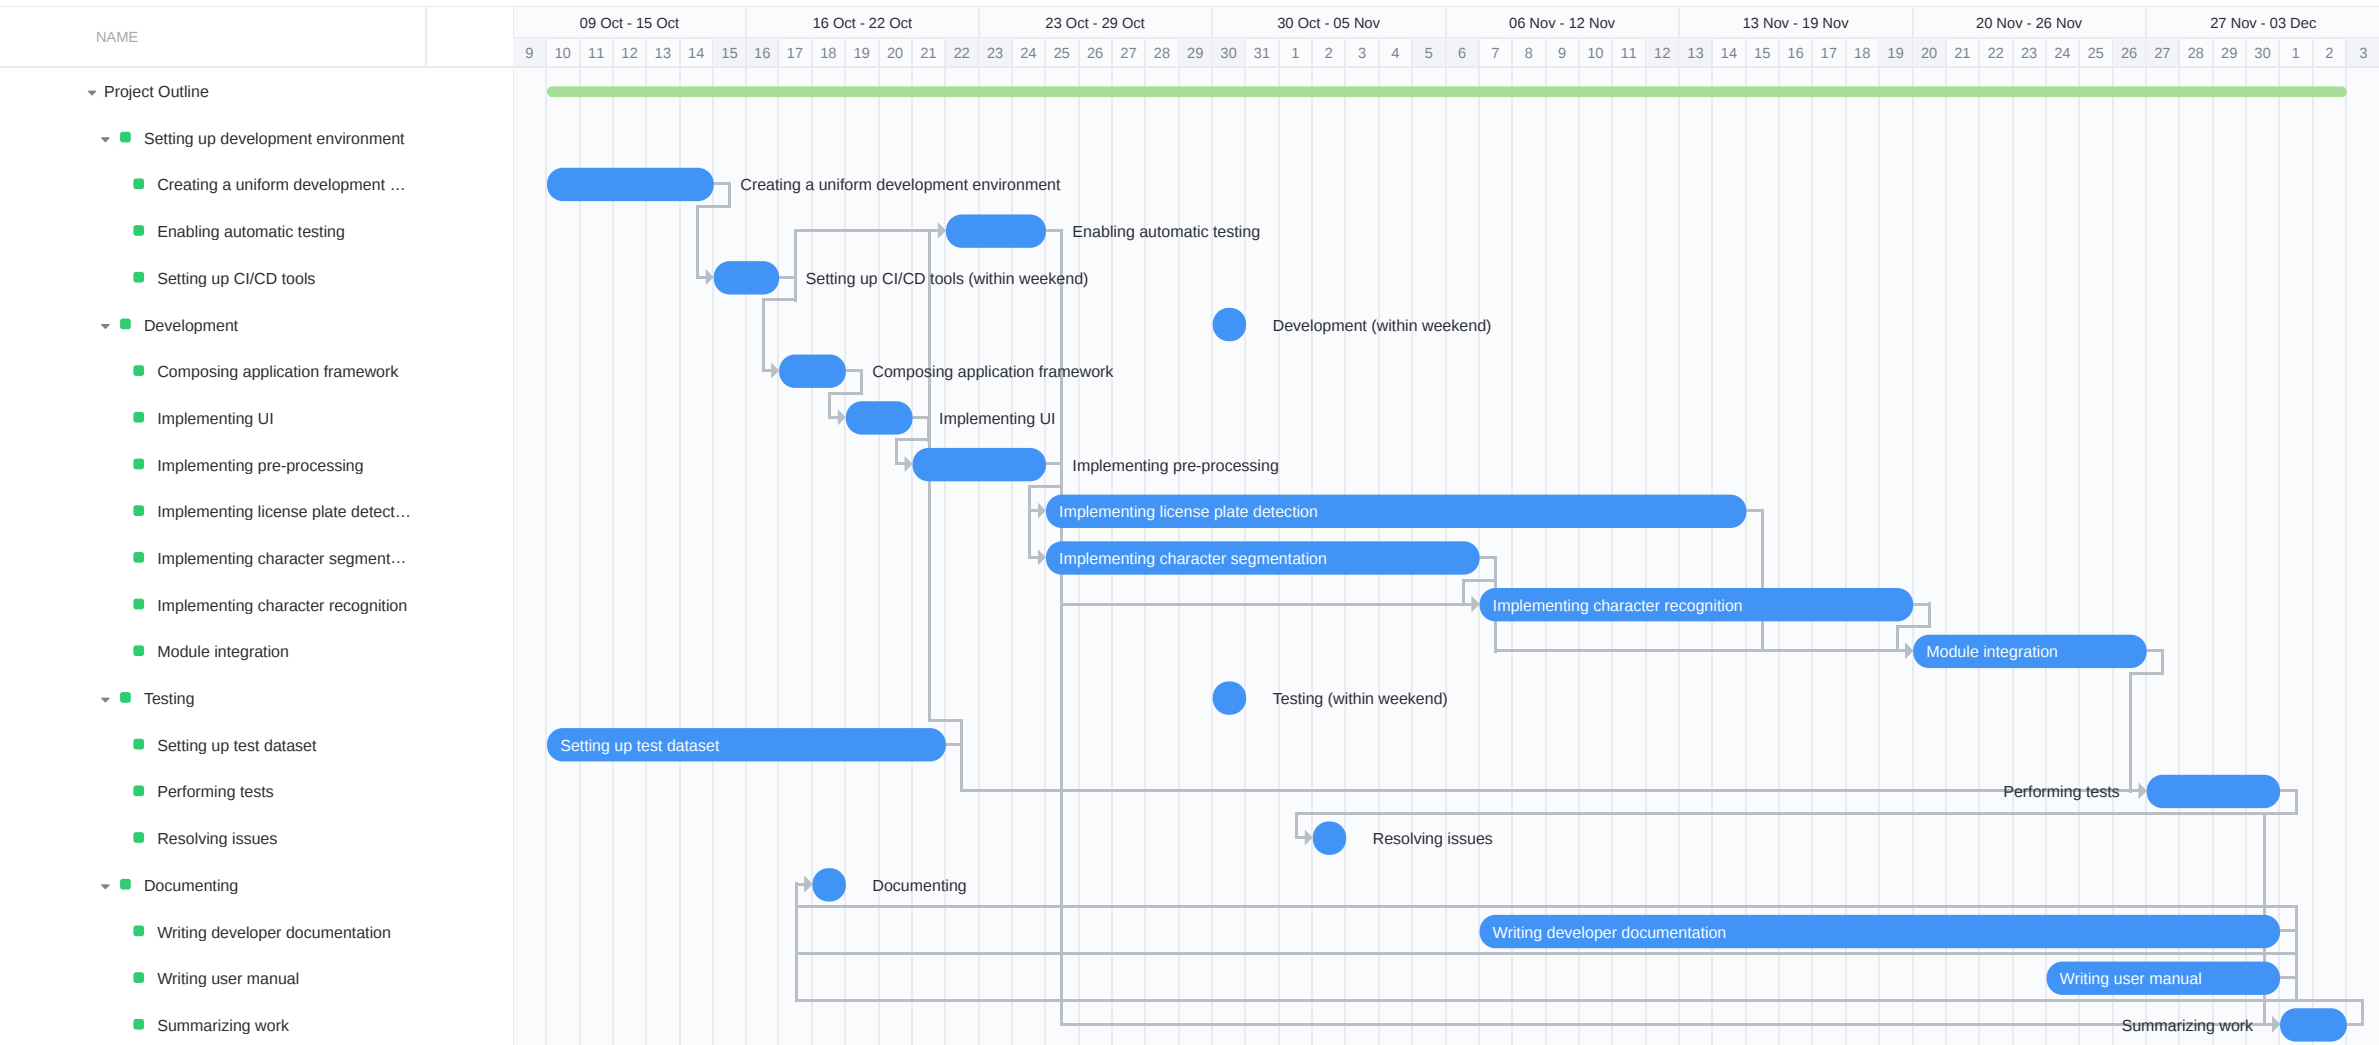 09 Oct - 15 Oct 16 Oct - 22 Oct 23 Oct - 29 Oct 30 Oct - 05 Nov 06 Nov - 12 Nov 13 Nov - 19 Nov 20 Nov - 26 Nov 27 Nov - 03 Dec
NAME
9 10 11 12 13 14 15 16 17 18 19 20 21 22 23 24 25 26 27 28 29 30 31 1 2 3 4 5 6 7 8 9 10 11 12 13 14 15 16 17 18 19 20 21 22 23 24 25 26 27 28 29 30 1 2 3
Project Outline
Setting up development environment
Creating a uniform development … Creating a uniform development environment
Enabling automatic testing Enabling automatic testing
Setting up CI/CD tools Setting up CI/CD tools (within weekend)
Development Development (within weekend)
Composing application framework Composing application framework
Implementing UI Implementing UI
Implementing pre-processing Implementing pre-processing
Implementing license plate detect… Implementing license plate detection
Implementing character segment… Implementing character segmentation
Implementing character recognition Implementing character recognition
Module integration Module integration
Testing Testing (within weekend)
Setting up test dataset Setting up test dataset
Performing tests Performing tests
Resolving issues Resolving issues
Documenting Documenting
Writing developer documentation Writing developer documentation
Writing user manual Writing user manual
Summarizing work Summarizing work